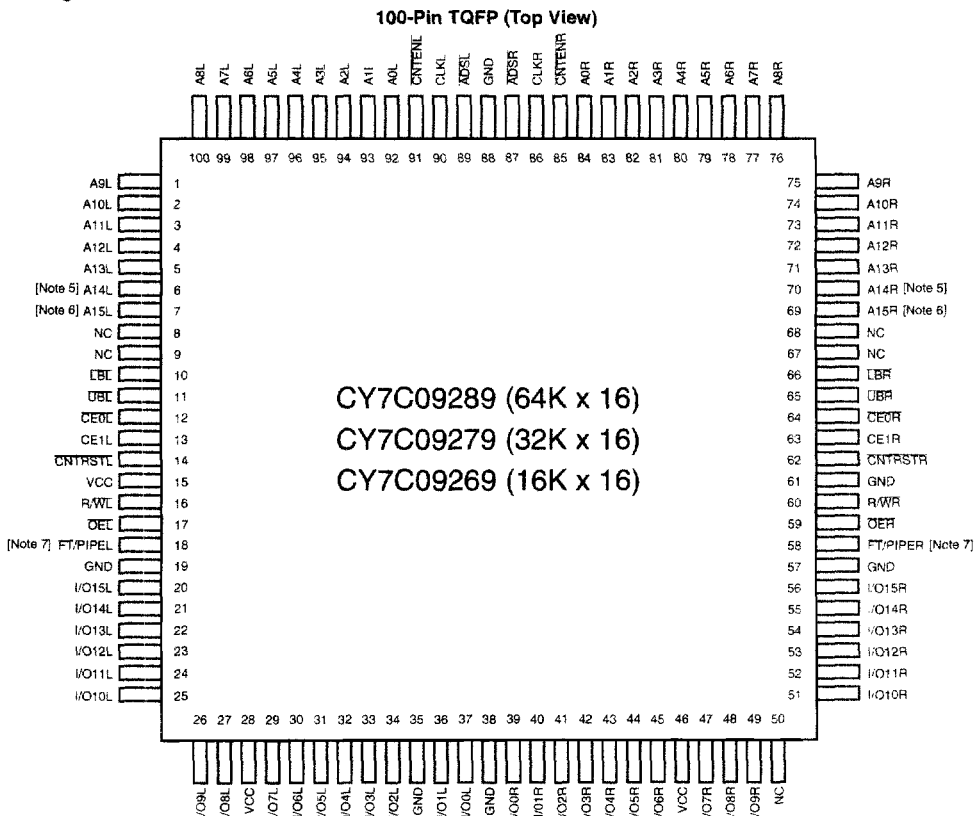 100-Pin TQFP (Top View)
A8L A7L A6L A5L A4L A3L A2L A1L A0L CNTENL CLKL ADSL GND ADSR CLKR CNTENR A0R A1R A2R A3R A4R A5R A6R A7R A8R
100 99 98 97 96 95 94 93 92 91 90 89 88 87 86 85 84 83 82 81 80 79 78 77 76
A9L 1 75 A9R
A10L 2 74 A10R
A11L 3 73 A11R
A12L 4 72 A12R
A13L 5 71 A13R
[Note 5] A14L 6 70 A14R [Note 5]
[Note 6] A15L 7 69 A15R [Note 6]
NC 8 68 NC
NC 9 67 NC
LBL 10 66 LBR
UBL 11 65 UBR
CE0L 12 64 CE0R
CE1L 13 63 CE1R
CNTRSTL 14 62 CNTRSTR
VCC 15 61 GND
R/WL 16 60 R/WR
OEL 17 59 OER
[Note 7] FT/PIPEL 18 58 FT/PIPER [Note 7]
GND 19 57 GND
I/O15L 20 56 I/O15R
I/O14L 21 55 I/O14R
I/O13L 22 54 I/O13R
I/O12L 23 53 I/O12R
I/O11L 24 52 I/O11R
I/O10L 25 51 I/O10R
CY7C09289 (64K x 16)
CY7C09279 (32K x 16)
CY7C09269 (16K x 16)
26 27 28 29 30 31 32 33 34 35 36 37 38 39 40 41 42 43 44 45 46 47 48 49 50
I/O9L I/O8L VCC I/O7L I/O6L I/O5L I/O4L I/O3L I/O2L GND I/O1L I/O0L GND I/O0R I/O1R I/O2R I/O3R I/O4R I/O5R I/O6R VCC I/O7R I/O8R I/O9R NC